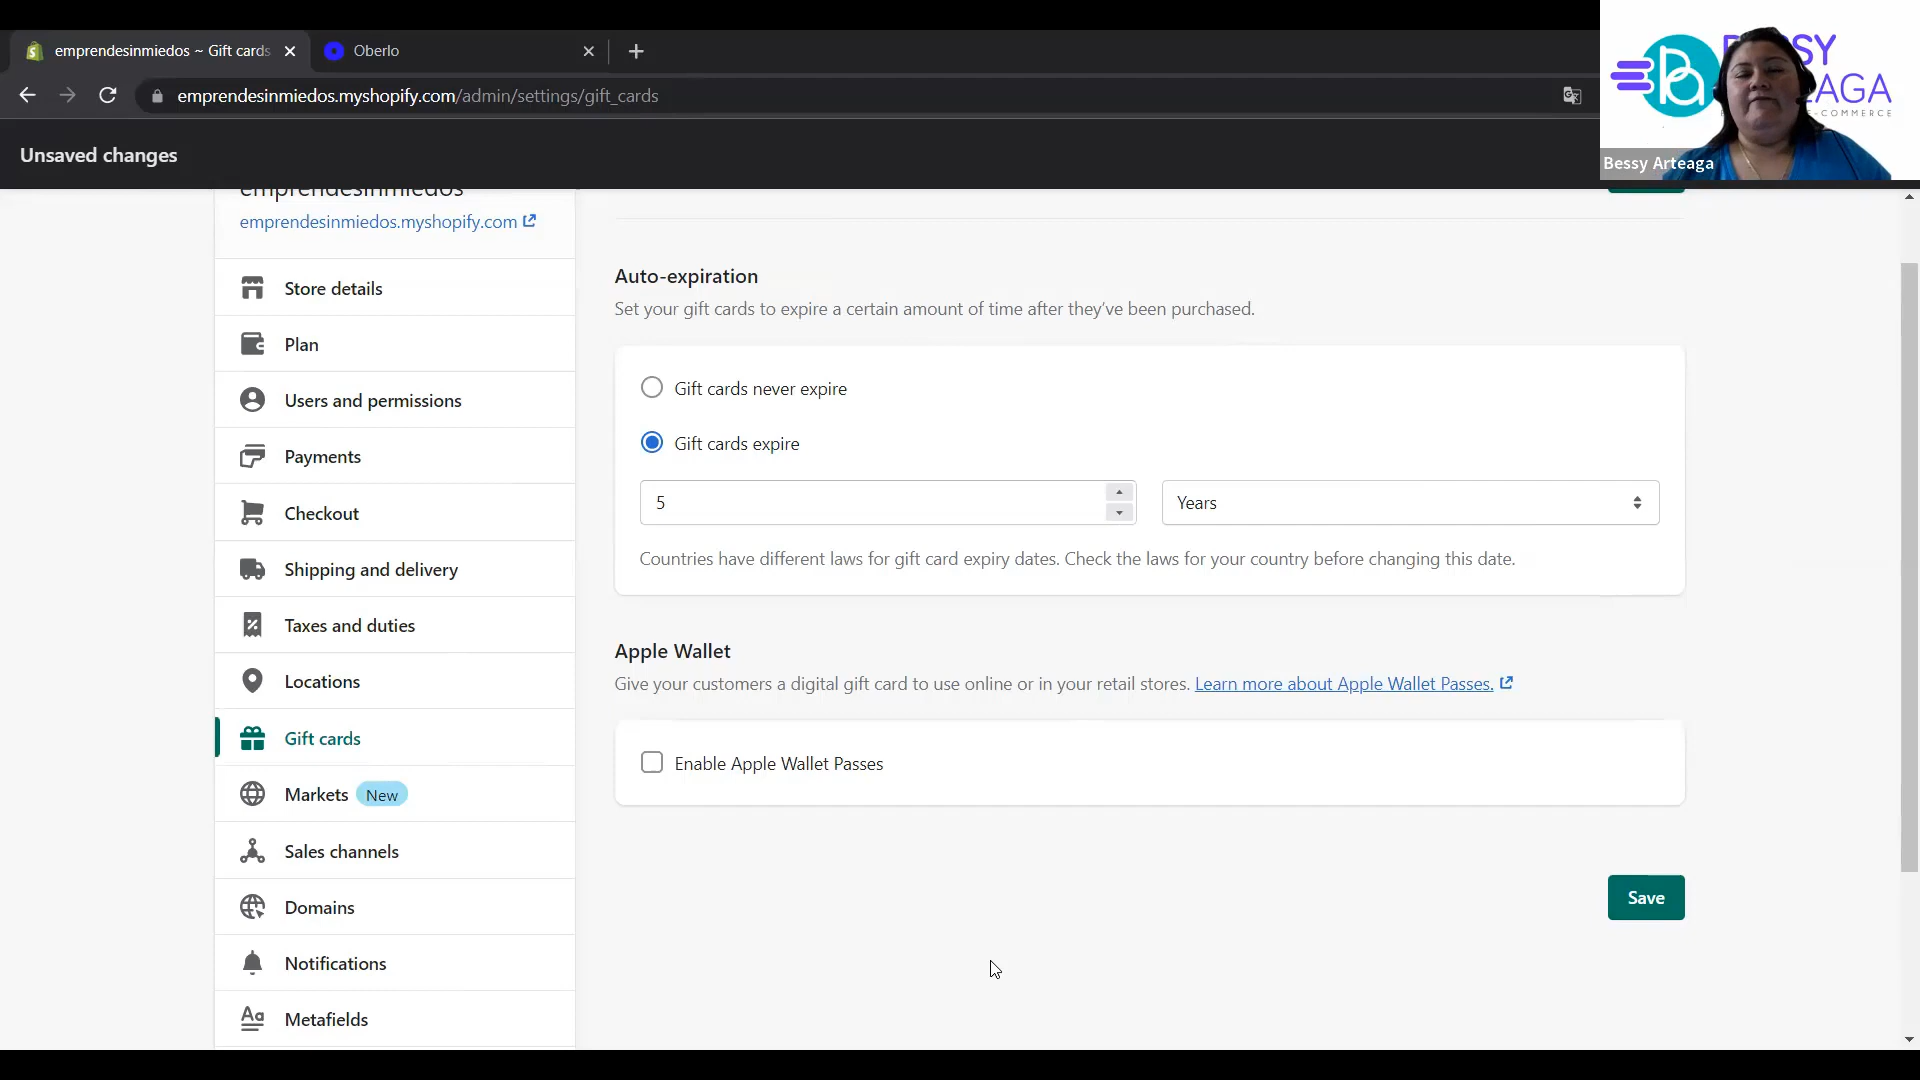 emprendesinmiedos ~ Gift cards
Oberlo
emprendesinmiedos.myshopify.com/admin/settings/gift_cards
Unsaved changes
emprendesinmiedos
emprendesinmiedos.myshopify.com
Store details
Plan
Users and permissions
Payments
Checkout
Shipping and delivery
Taxes and duties
Locations
Gift cards
Markets New
Sales channels
Domains
Notifications
Metafields
Auto-expiration
Set your gift cards to expire a certain amount of time after they've been purchased.
Gift cards never expire
Gift cards expire
5
Years
Countries have different laws for gift card expiry dates. Check the laws for your country before changing this date.
Apple Wallet
Give your customers a digital gift card to use online or in your retail stores. Learn more about Apple Wallet Passes.
Enable Apple Wallet Passes
Save
Bessy Arteaga